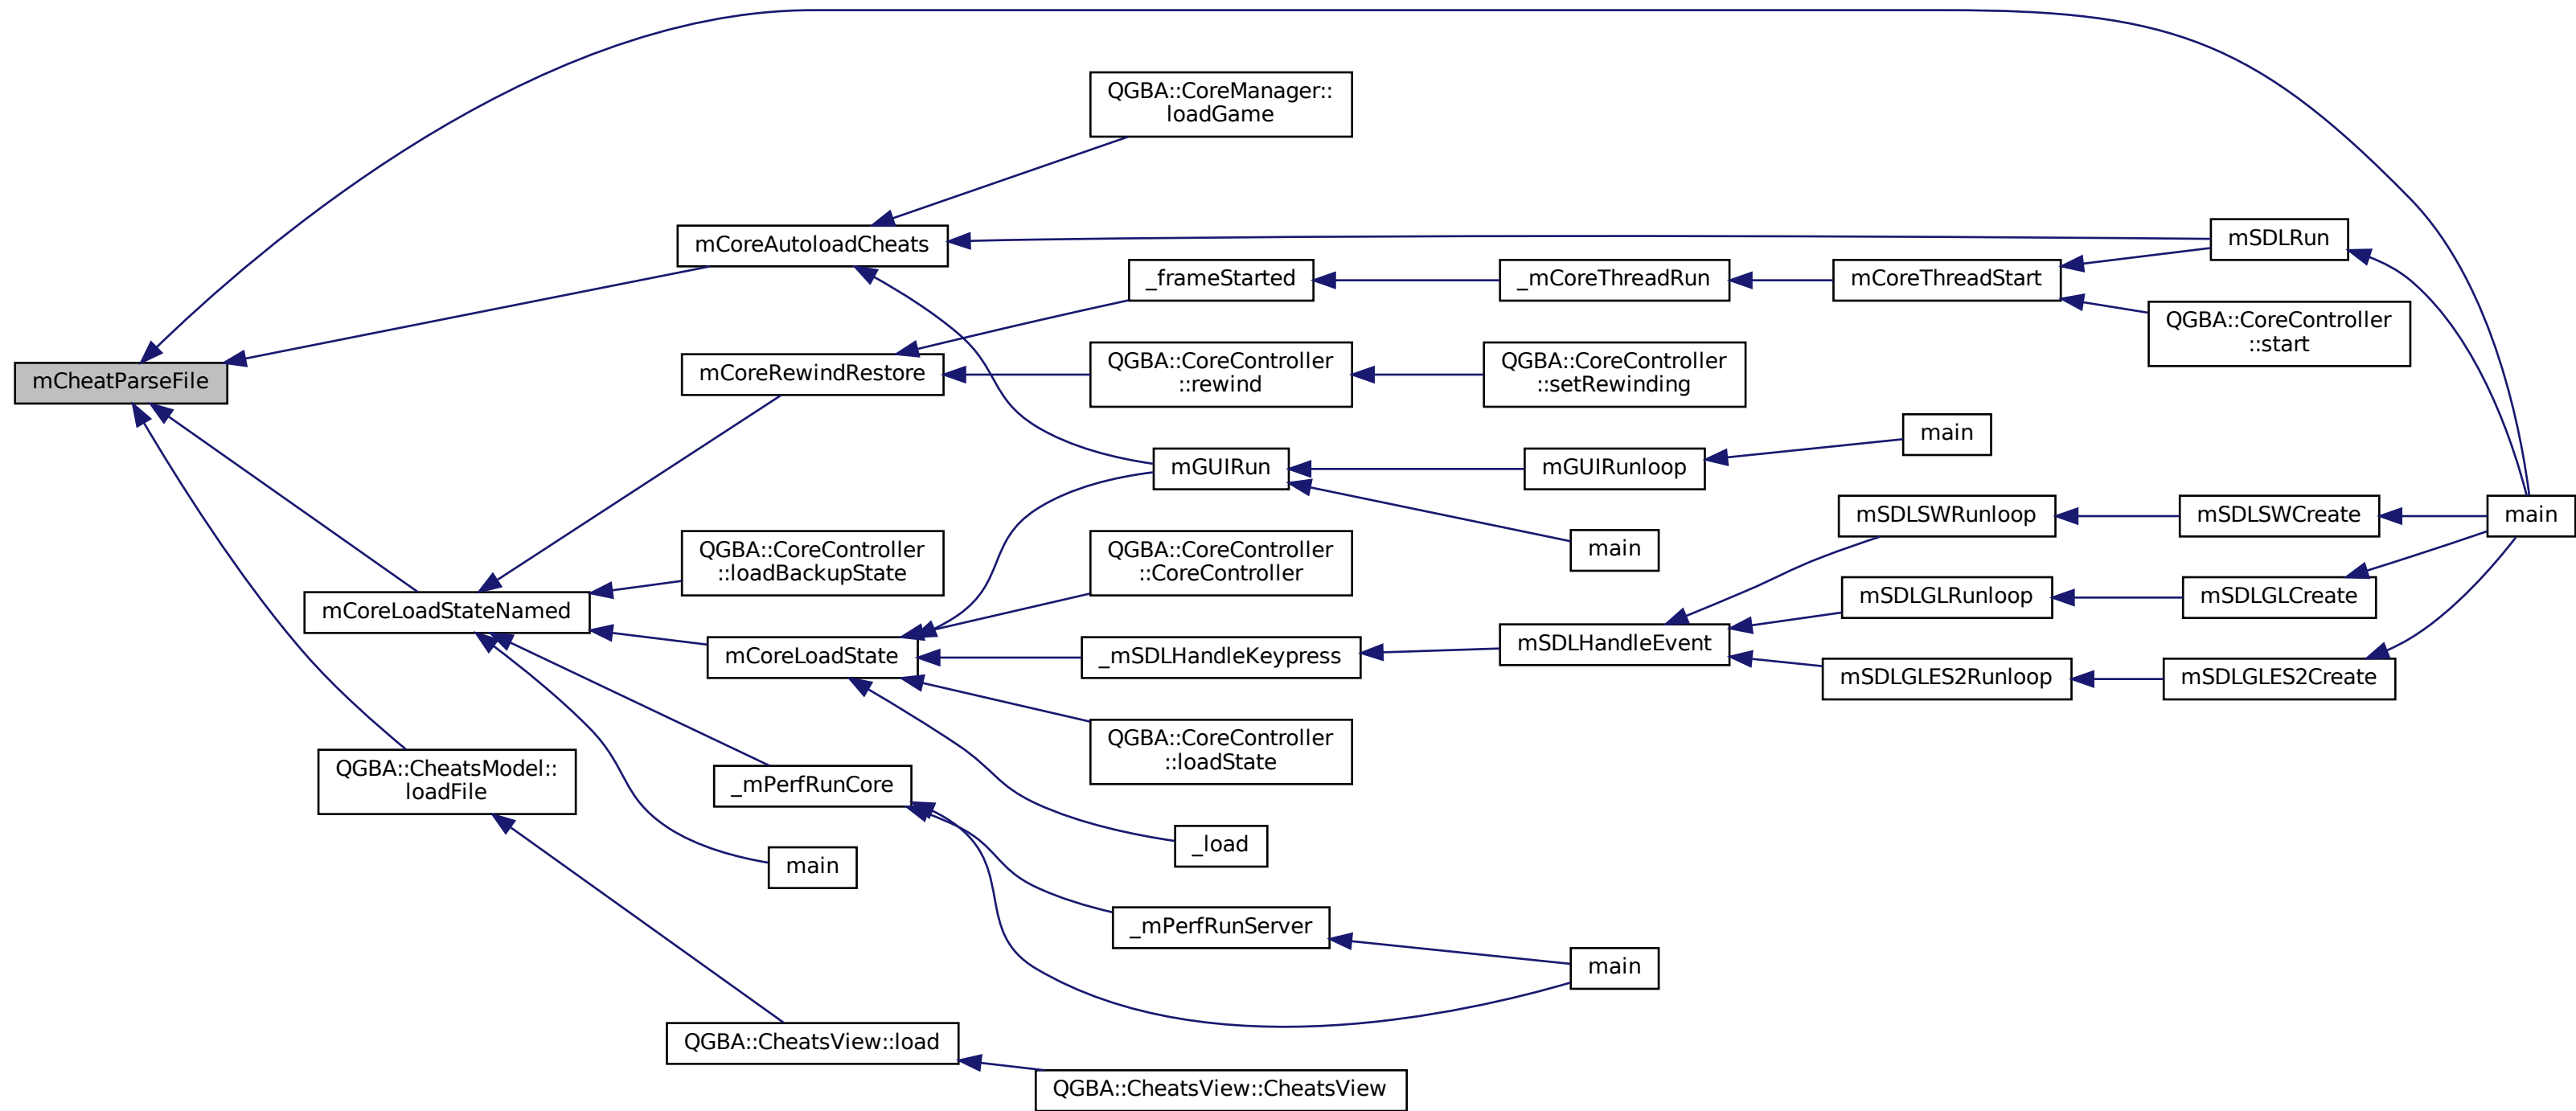 QGBA::CoreManager::
loadGame
mCoreAutoloadCheats
mSDLRun
_frameStarted
_mCoreThreadRun
mCoreThreadStart
QGBA::CoreController
::start
mCheatParseFile
mCoreRewindRestore
QGBA::CoreController
::rewind
QGBA::CoreController
::setRewinding
main
mGUIRun
mGUIRunloop
mSDLSWRunloop
mSDLSWCreate
main
QGBA::CoreController
::loadBackupState
QGBA::CoreController
::CoreController
main
mCoreLoadStateNamed
mSDLGLRunloop
mSDLGLCreate
mCoreLoadState
_mSDLHandleKeypress
mSDLHandleEvent
mSDLGLES2Runloop
mSDLGLES2Create
QGBA::CoreController
::loadState
QGBA::CheatsModel::
loadFile
_mPerfRunCore
_load
main
_mPerfRunServer
main
QGBA::CheatsView::load
QGBA::CheatsView::CheatsView